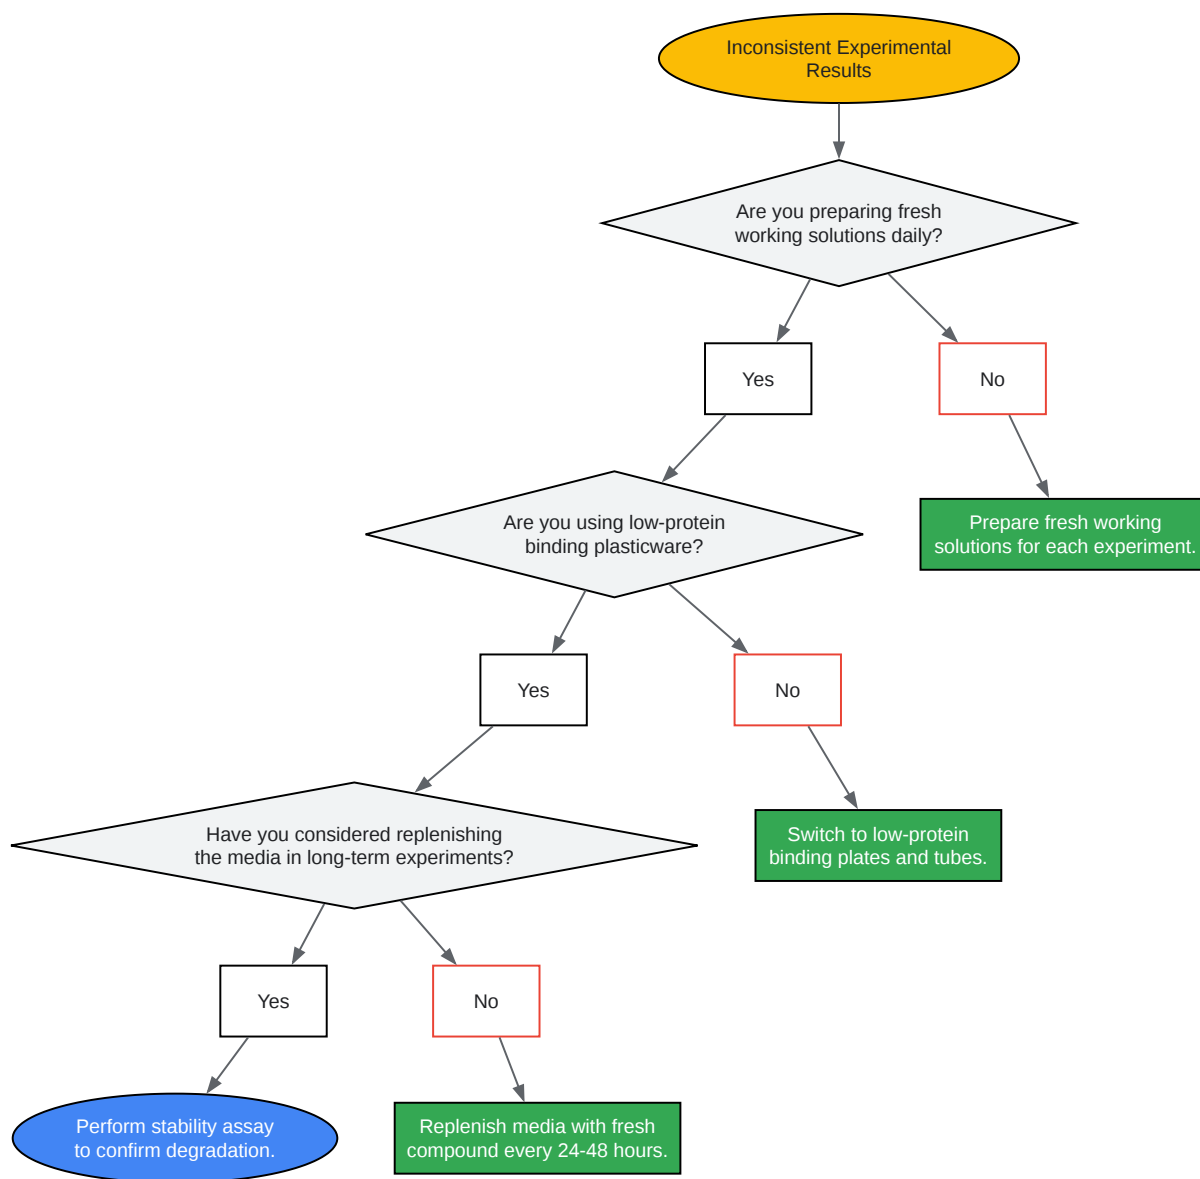 Inconsistent Experimental
Results
Are you preparing fresh
working solutions daily?
Yes
No
Prepare fresh working
solutions for each experiment.
Are you using low-protein
binding plasticware?
Yes
No
Switch to low-protein
binding plates and tubes.
Have you considered replenishing
the media in long-term experiments?
Yes
No
Perform stability assay
to confirm degradation.
Replenish media with fresh
compound every 24-48 hours.